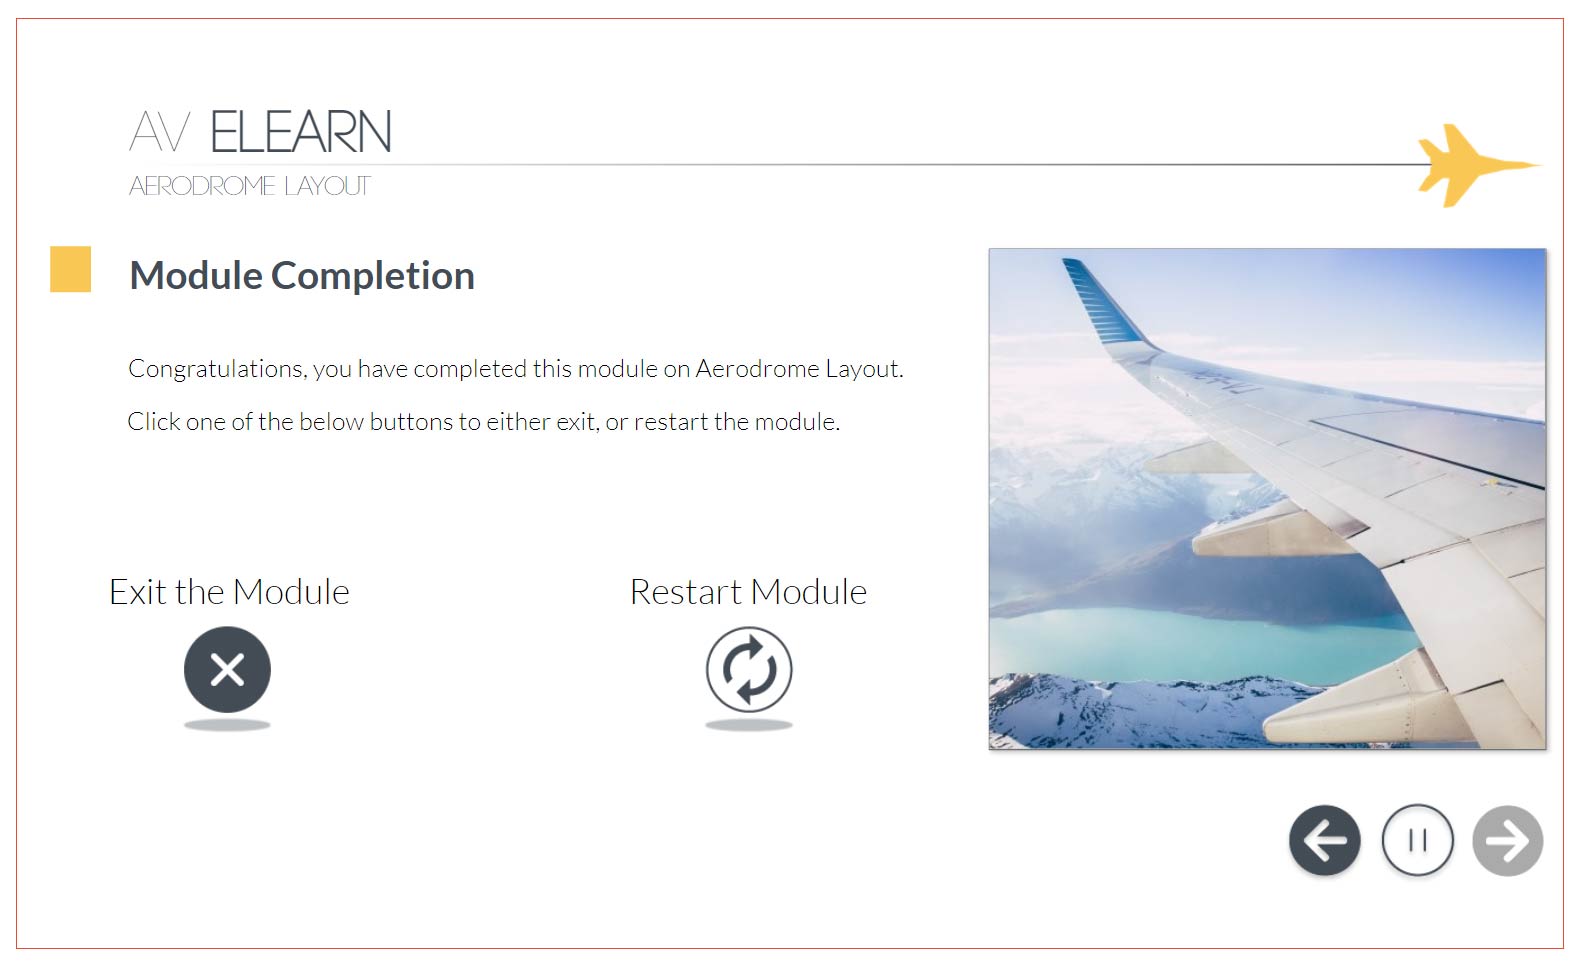 AV ELEARN
AERODROME LAYOUT
Module Completion
Congratulations, you have completed this module on Aerodrome Layout.
Click one of the below buttons to either exit, or restart the module.
Exit the Module
Restart Module